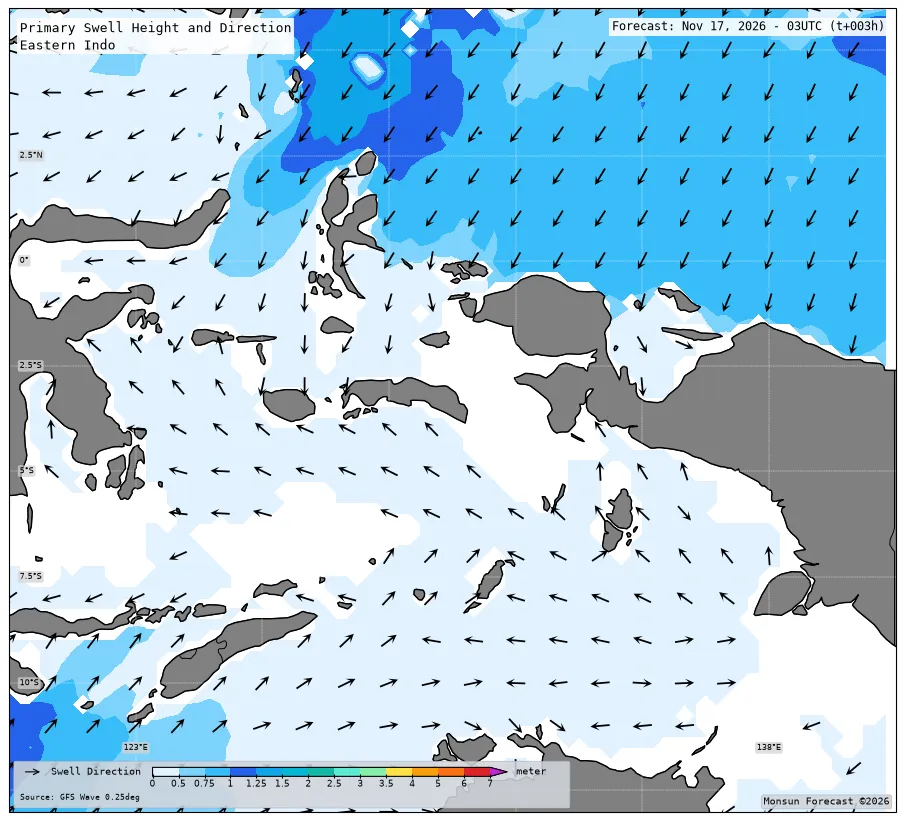 Primary Swell Height and Direction
Eastern Indo
Forecast: Nov 17, 2026 - 03UTC (t+003h)
2.5°N
0°
2.5°S
5°S
7.5°S
10°S
123°E
138°E
Swell Direction
meter
0 0.5 0.75 1 1.25 1.5 2 2.5 3 3.5 4 5 6 7
Source: GFS Wave 0.25deg
Monsun Forecast ©2026